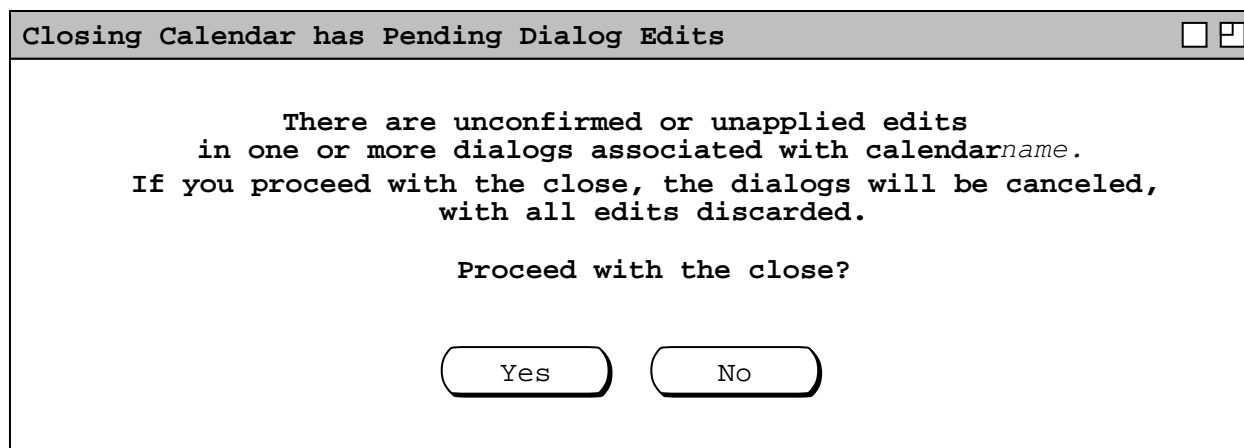 Closing Calendar has Pending Dialog Edits
There are unconfirmed or unapplied edits
in one or more dialogs associated with calendarname.
If you proceed with the close, the dialogs will be canceled,
with all edits discarded.
Proceed with the close?
Yes No